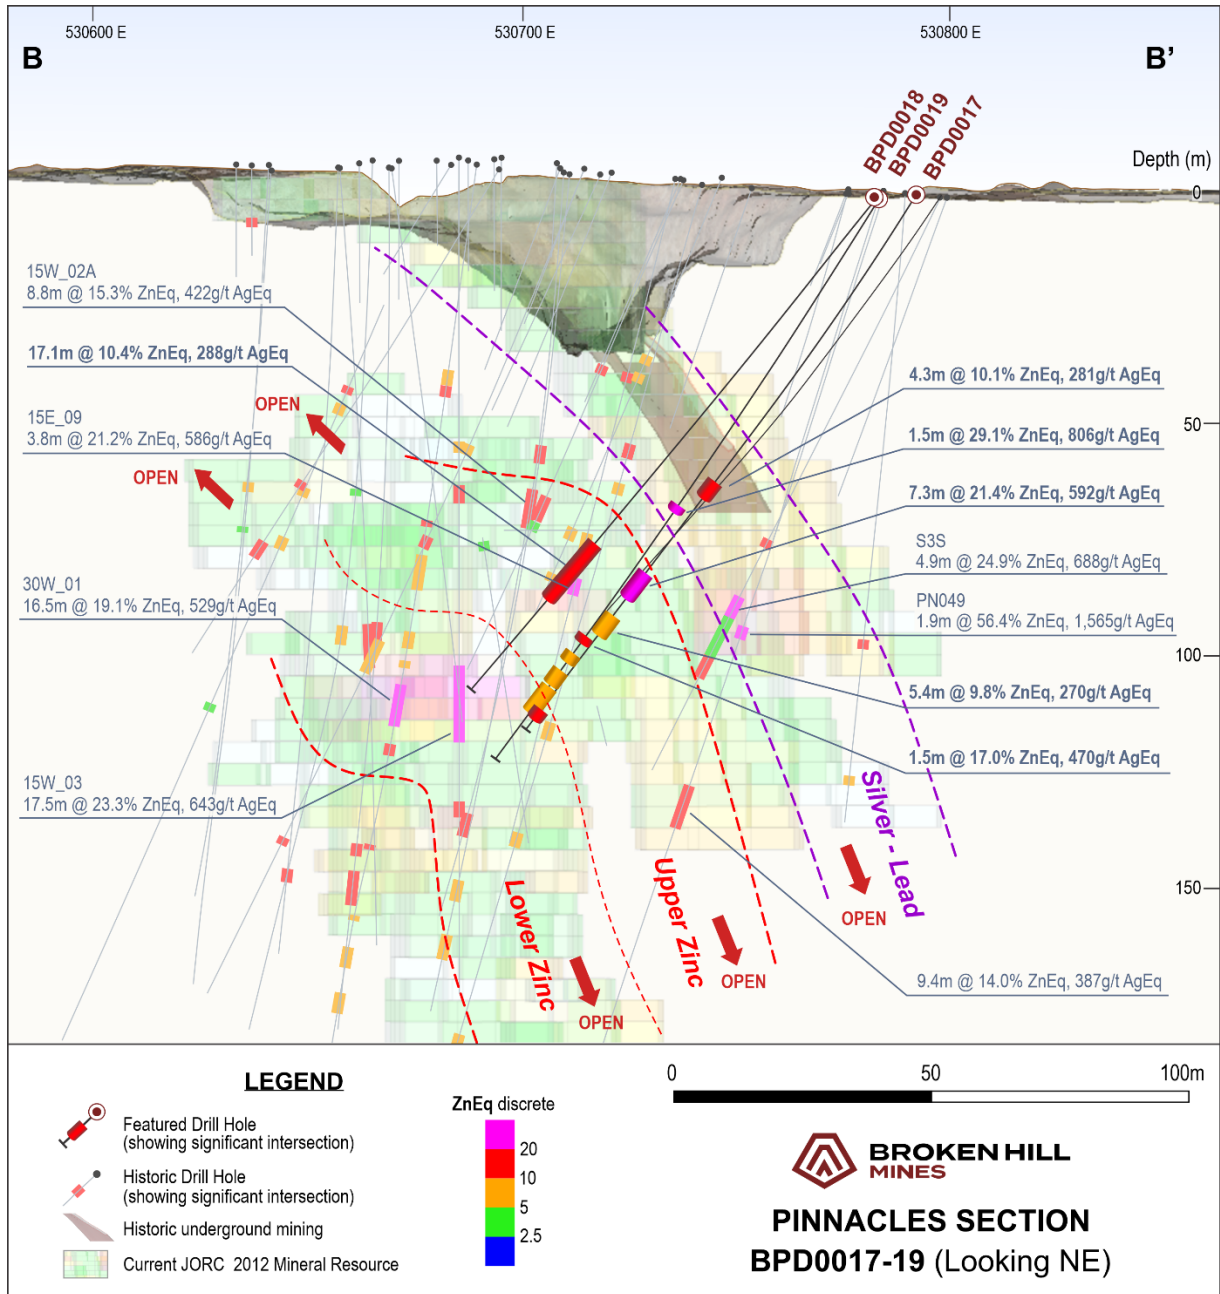 530600 E
530700 E
530800 E
B
B'
BPD0018
BPD0019
BPD0017
Depth (m)
0
15W_02A
8.8m @ 15.3% ZnEq, 422g/t AgEq
17.1m @ 10.4% ZnEq, 288g/t AgEq
15E_09
3.8m @ 21.2% ZnEq, 586g/t AgEq
30W_01
16.5m @ 19.1% ZnEq, 529g/t AgEq
15W_03
17.5m @ 23.3% ZnEq, 643g/t AgEq
OPEN
OPEN
4.3m @ 10.1% ZnEq, 281g/t AgEq
50
1.5m @ 29.1% ZnEq, 806g/t AgEq
7.3m @ 21.4% ZnEq, 592g/t AgEq
S3S
4.9m @ 24.9% ZnEq, 688g/t AgEq
PN049
1.9m @ 56.4% ZnEq, 1,565g/t AgEq
100
5.4m @ 9.8% ZnEq, 270g/t AgEq
1.5m @ 17.0% ZnEq, 470g/t AgEq
Silver - Lead
Upper Zinc
Lower Zinc
150
OPEN
OPEN
OPEN
9.4m @ 14.0% ZnEq, 387g/t AgEq
LEGEND
Featured Drill Hole
(showing significant intersection)
Historic Drill Hole
(showing significant intersection)
Historic underground mining
Current JORC 2012 Mineral Resource
ZnEq discrete
20
10
5
2.5
0
50
100m
BROKEN HILL
MINES
PINNACLES SECTION
BPD0017-19 (Looking NE)